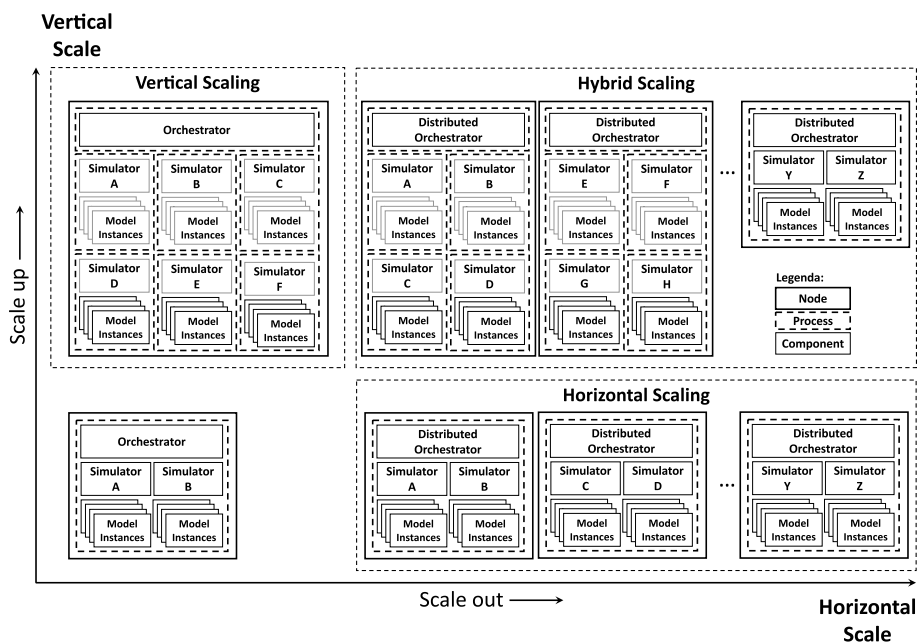 Vertical
Scale
Vertical Scaling
Orchestrator
Simulator
A
Simulator
B
Simulator
C
Model
Instances
Model
Instances
Model
Instances
Simulator
D
Simulator
E
Simulator
F
Model
Instances
Model
Instances
Model
Instances
Hybrid Scaling
Distributed
Orchestrator
Simulator
A
Simulator
B
Model
Instances
Model
Instances
Simulator
C
Simulator
D
Model
Instances
Model
Instances
Distributed
Orchestrator
Simulator
E
Simulator
F
Model
Instances
Model
Instances
Simulator
G
Simulator
H
Model
Instances
Model
Instances
...
Distributed
Orchestrator
Simulator
Y
Simulator
Z
Model
Instances
Model
Instances
Legenda:
Node
Process
Component
Scale up
Orchestrator
Simulator
A
Simulator
B
Model
Instances
Model
Instances
Horizontal Scaling
Distributed
Orchestrator
Simulator
A
Simulator
B
Model
Instances
Model
Instances
Distributed
Orchestrator
Simulator
C
Simulator
D
Model
Instances
Model
Instances
...
Distributed
Orchestrator
Simulator
Y
Simulator
Z
Model
Instances
Model
Instances
Scale out
Horizontal
Scale